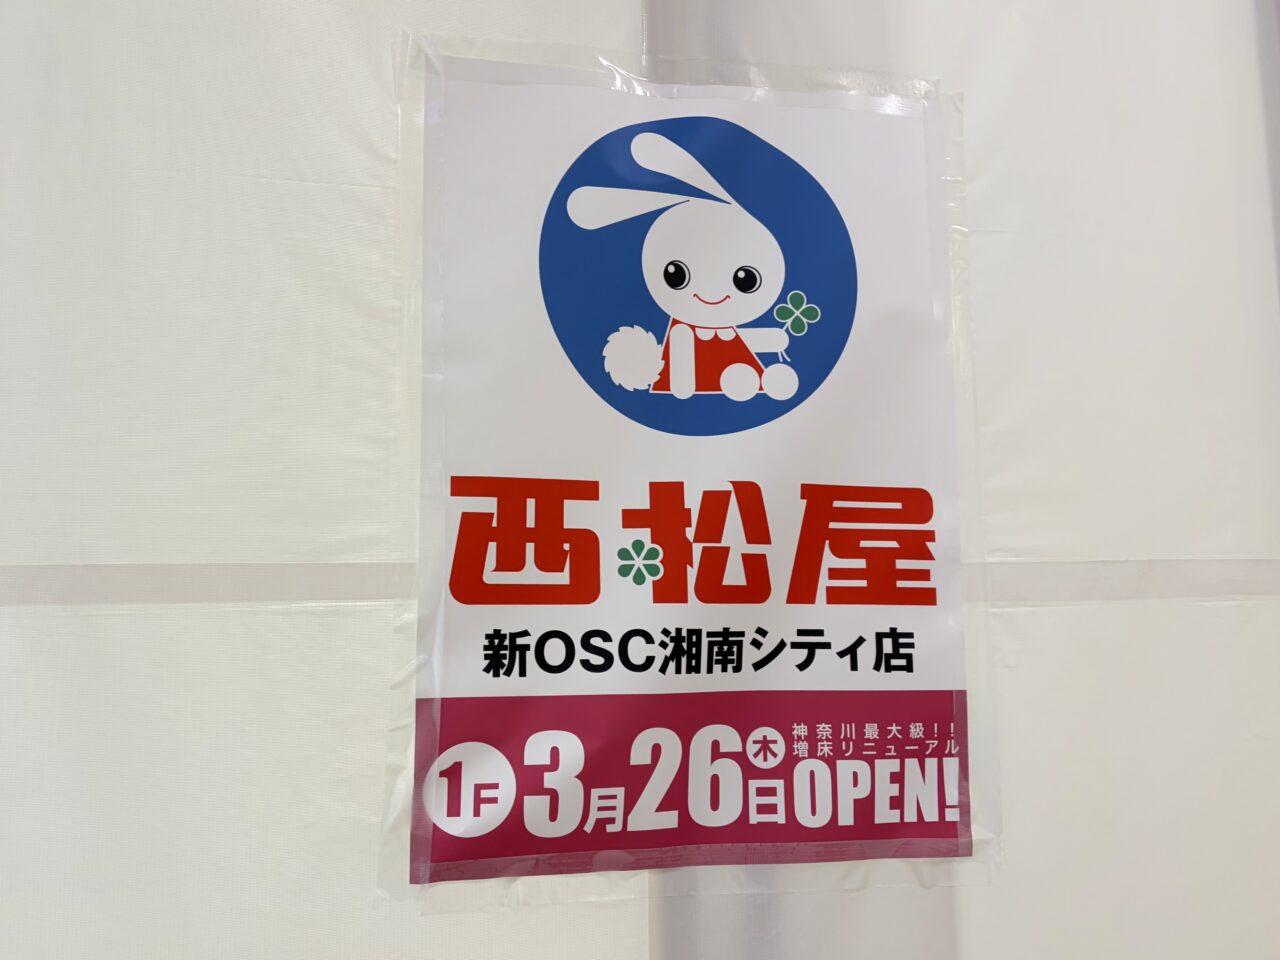 西松屋
新OSC湘南シティ店
1F 3月26日 木 神奈川最大級!!
増床リニューアル
OPEN!